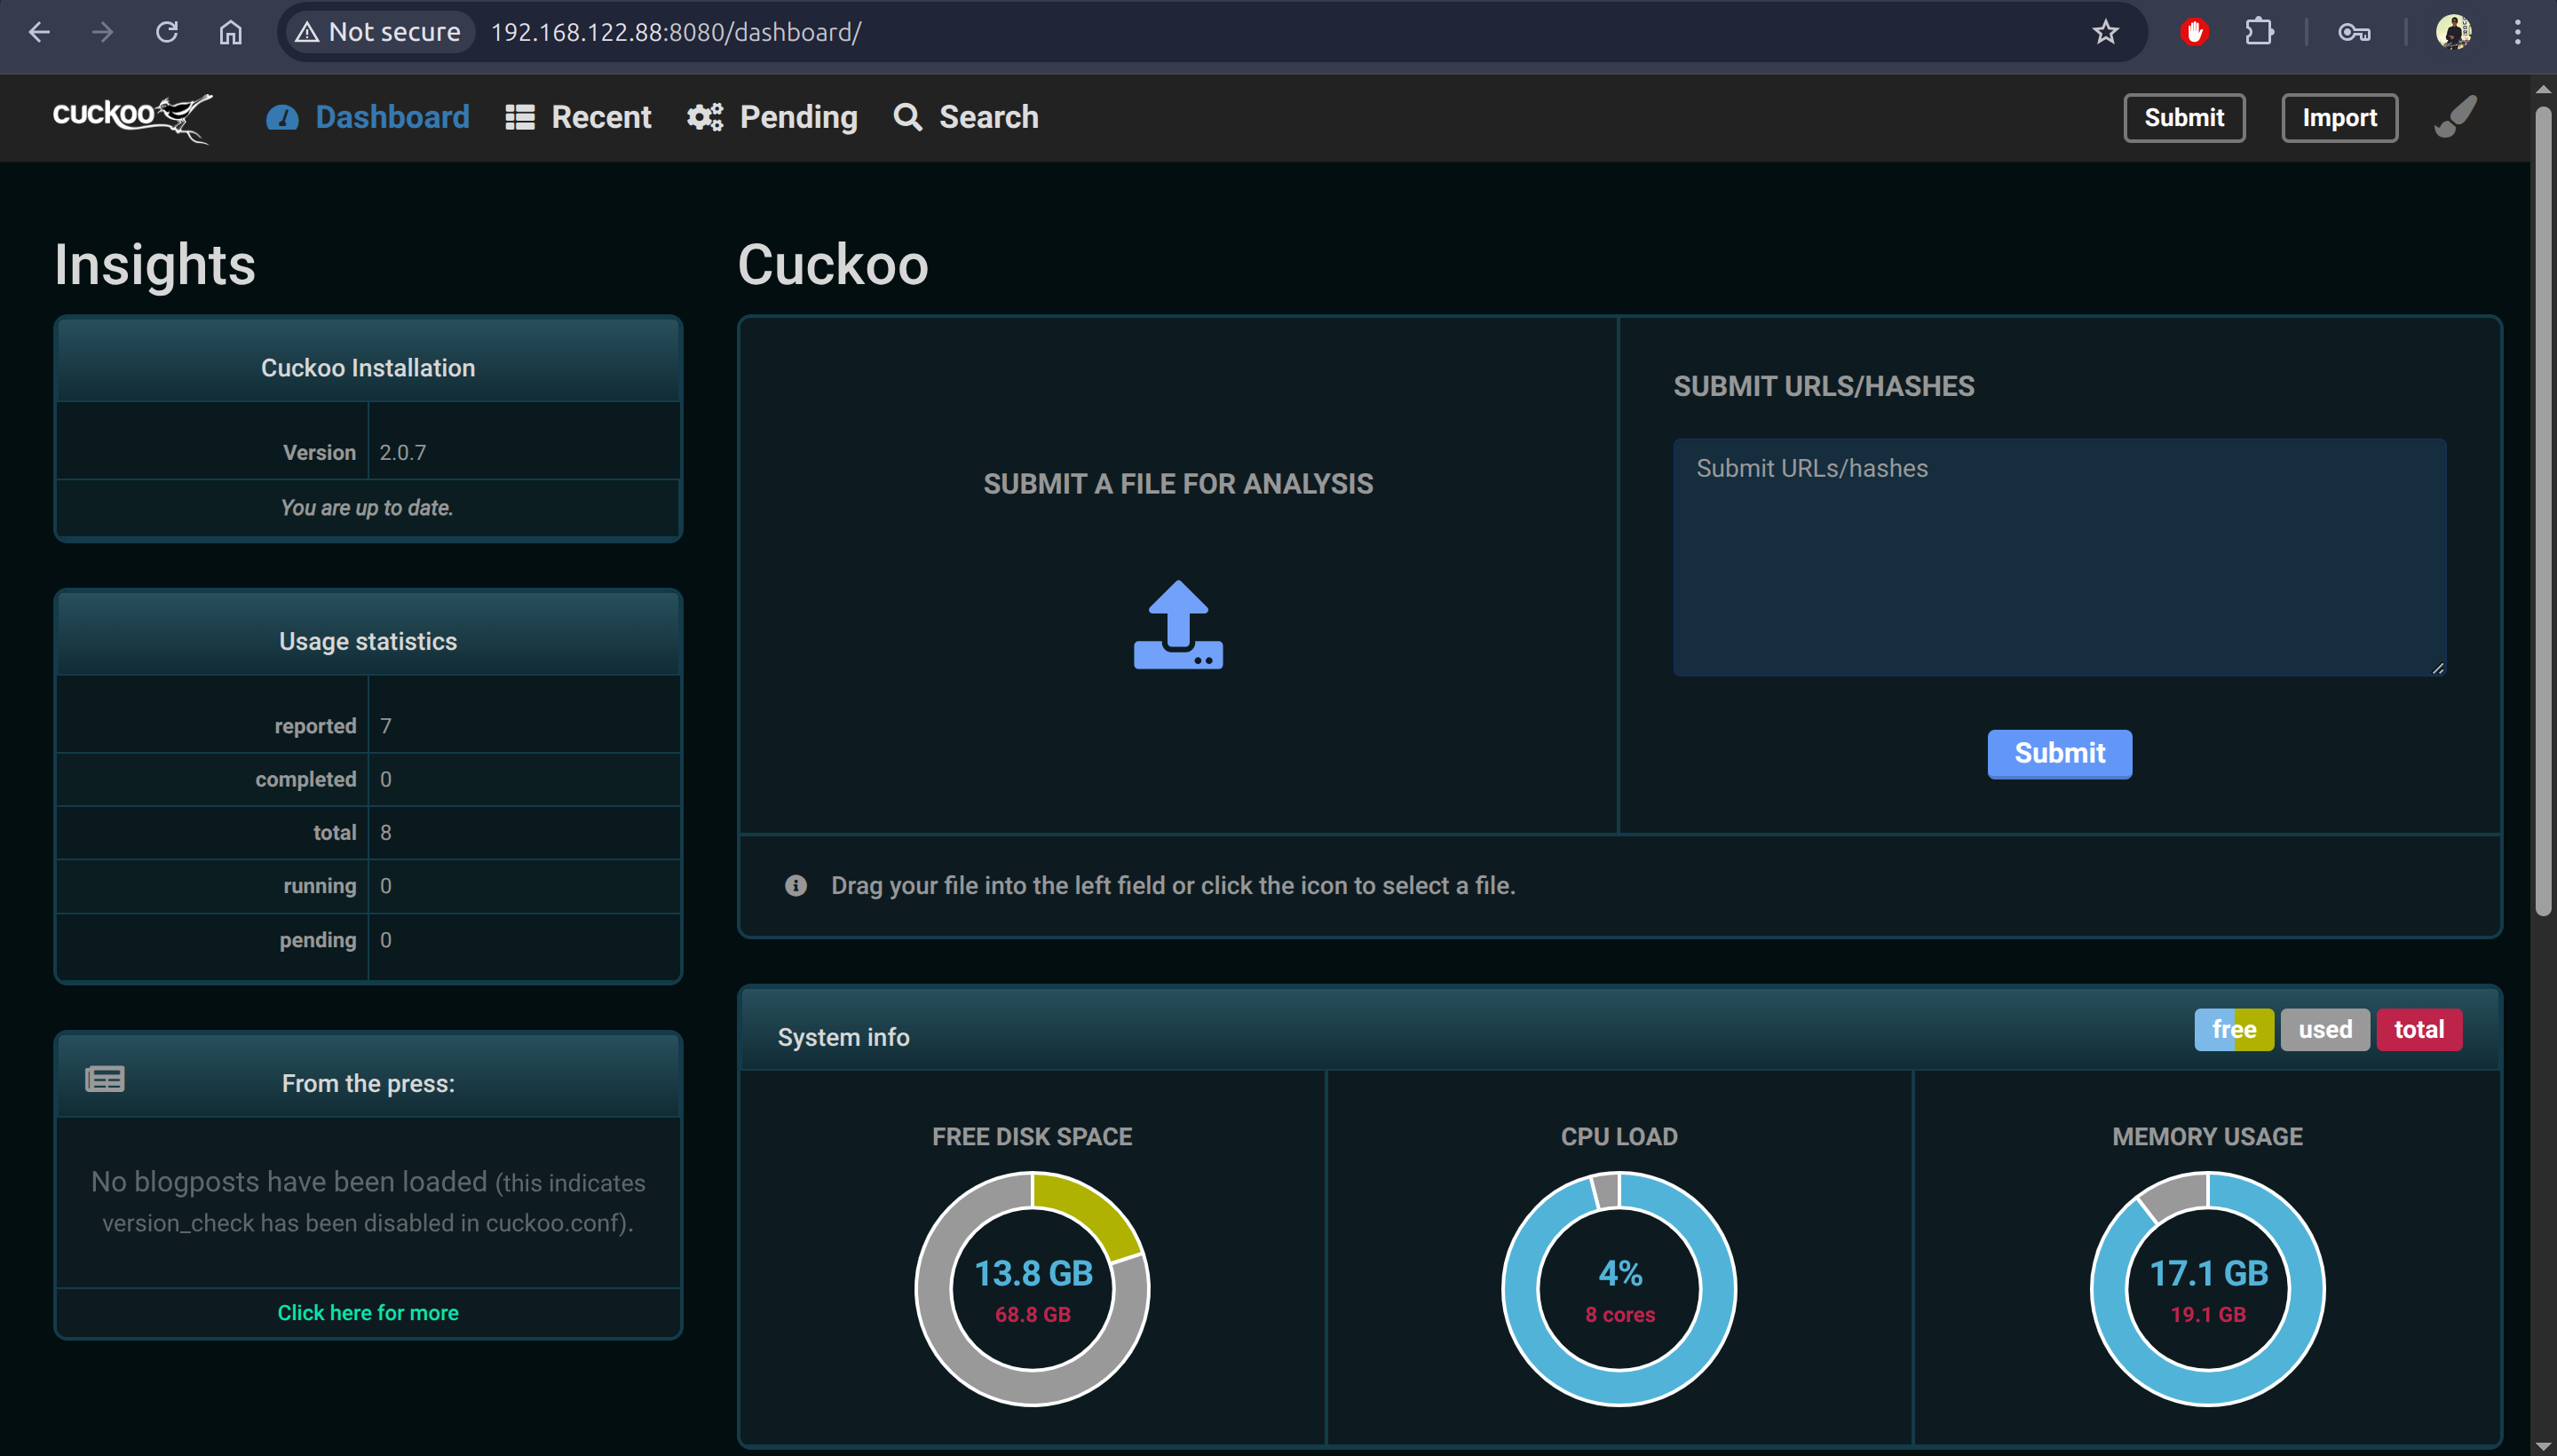 Not secure 192.168.122.88:8080/dashboard/
cuckoo Dashboard Recent Pending Search Submit Import
Insights
Cuckoo Installation
Version 2.0.7
You are up to date.
Usage statistics
reported 7
completed 0
total 8
running 0
pending 0
From the press:
No blogposts have been loaded (this indicates
version_check has been disabled in cuckoo.conf).
Click here for more
Cuckoo
SUBMIT A FILE FOR ANALYSIS
SUBMIT URLS/HASHES
Submit URLs/hashes
Submit
Drag your file into the left field or click the icon to select a file.
System info free used total
FREE DISK SPACE
13.8 GB
68.8 GB
CPU LOAD
4%
8 cores
MEMORY USAGE
17.1 GB
19.1 GB